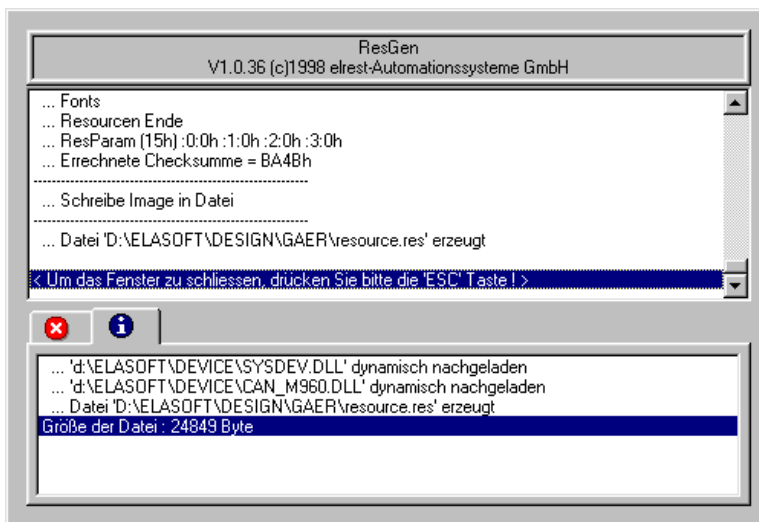 ResGen
V1.0.36 (c)1998 elrest-Automationssysteme GmbH
... Fonts
... Resourcen Ende
... ResParam (15h) :0:0h :1:0h :2:0h :3:0h
... Errechnete Checksumme = BA4Bh
------------------------------------------------------------
... Schreibe Image in Datei
------------------------------------------------------------
... Datei 'D:\ELASOFT\DESIGN\GAER\resource.res' erzeugt
< Um das Fenster zu schliessen, drücken Sie bitte die 'ESC' Taste ! >
... 'd:\ELASOFT\DEVICE\SYSDEV.DLL' dynamisch nachgeladen
... 'd:\ELASOFT\DEVICE\CAN_M960.DLL' dynamisch nachgeladen
... Datei 'D:\ELASOFT\DESIGN\GAER\resource.res' erzeugt
Größe der Datei : 24849 Byte